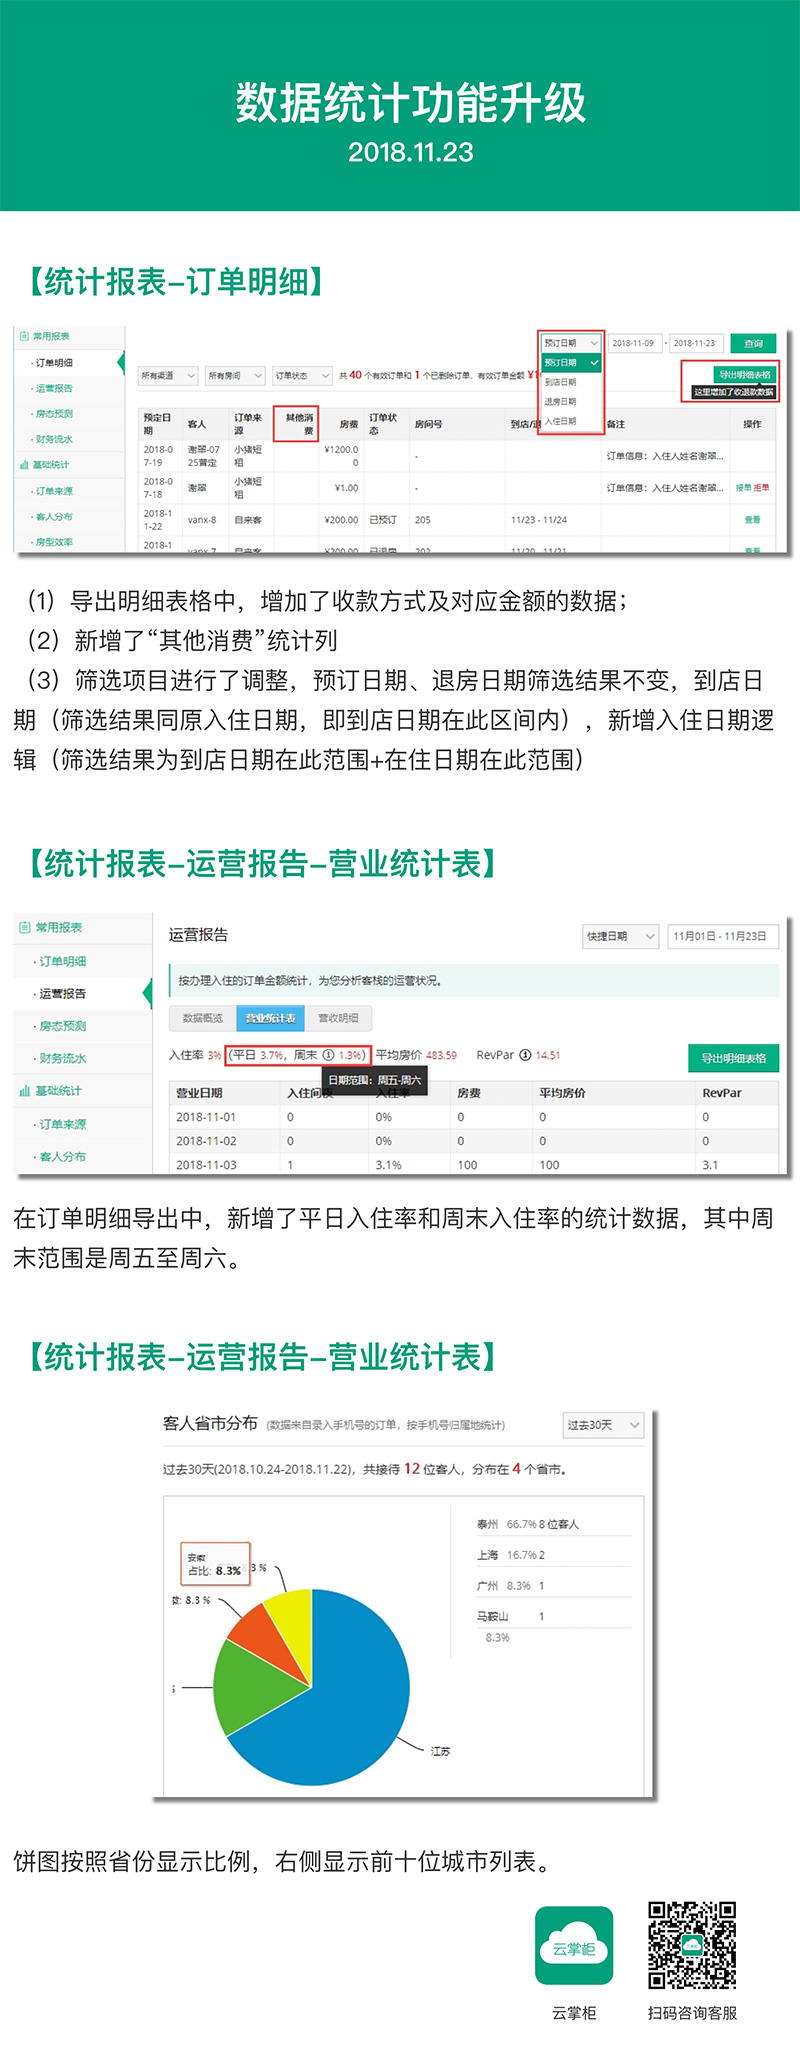 数据统计功能升级
2018.11.23
【统计报表–订单明细】
常用报表
·订单明细
·运营报告
·房态预测
·财务流水
基础统计
·订单来源
·客人分布
·房型效率
预订日期
2018-11-09 - 2018-11-23 查询
预订日期
到店日期
退房日期
入住日期
所有渠道 所有房间 订单状态 共 40 个有效订单和 1 个已删除订单，有效订单金额
导出明细表格
这里增加了收退款数据
预定日期 客人 订单来源 其他消费 房费 订单状态 房间号 到店/ 备注 操作
2018-07-19 谢翠-0725曹定 小猪短租 ¥1200.00 - 订单信息：入住人姓名谢翠...
2018-07-18 谢翠 小猪短租 ¥1.00 - 订单信息：入住人姓名谢翠... 接单 拒单
2018-11-22 vanx-8 自来客 ¥200.00 已预订 205 11/23 - 11/24 查看
2018-1 vanx-7 自来客 ¥200.00 已退房 202 11/20 - 11/21 查看
（1）导出明细表格中，增加了收款方式及对应金额的数据；
（2）新增了“其他消费”统计列
（3）筛选项目进行了调整，预订日期、退房日期筛选结果不变，到店日
期（筛选结果同原入住日期，即到店日期在此区间内），新增入住日期逻
辑（筛选结果为到店日期在此范围+在住日期在此范围）
【统计报表–运营报告–营业统计表】
常用报表
·订单明细
·运营报告
·房态预测
·财务流水
基础统计
·订单来源
·客人分布
运营报告
快捷日期 11月01日 - 11月23日
按办理入住的订单金额统计，为您分析客栈的运营状况。
数据概览 营业统计表 营收明细
入住率 3% (平日 3.7%，周末 1.3%) 平均房价 483.59 RevPar 14.51
导出明细表格
日期范围：周五-周六
营业日期 入住间夜 入住率 房费 平均房价 RevPar
2018-11-01 0 0% 0 0 0
2018-11-02 0 0% 0 0 0
2018-11-03 1 3.1% 100 100 3.1
在订单明细导出中，新增了平日入住率和周末入住率的统计数据，其中周
末范围是周五至周六。
【统计报表–运营报告–营业统计表】
客人省市分布 (数据来自录入手机号的订单，按手机号归属地统计)
过去30天
过去30天(2018.10.24-2018.11.22)，共接待 12 位客人，分布在 4 个省市。
泰州 66.7% 8 位客人
上海 16.7% 2
广州 8.3% 1
马鞍山 1
8.3%
安徽
占比: 8.3%
3 %
: 8.3 %
江苏
饼图按照省份显示比例，右侧显示前十位城市列表。
云掌柜
云掌柜
扫码咨询客服